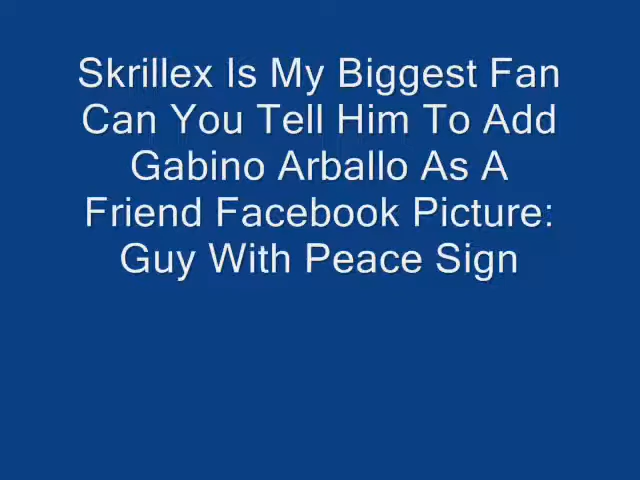 Skrillex Is My Biggest Fan
Can You Tell Him To Add
Gabino Arballo As A
Friend Facebook Picture:
Guy With Peace Sign